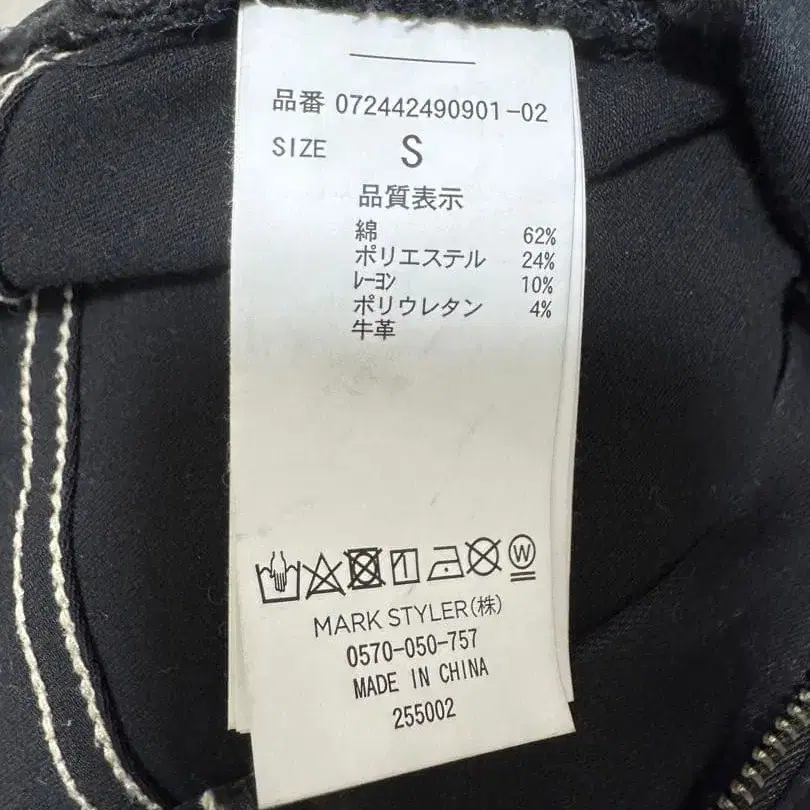 品番 072442490901-02
SIZE S
品質表示
綿 62%
ポリエステル 24%
レーヨン 10%
ポリウレタン 4%
牛革
W
MARK STYLER(株)
0570-050-757
MADE IN CHINA
255002